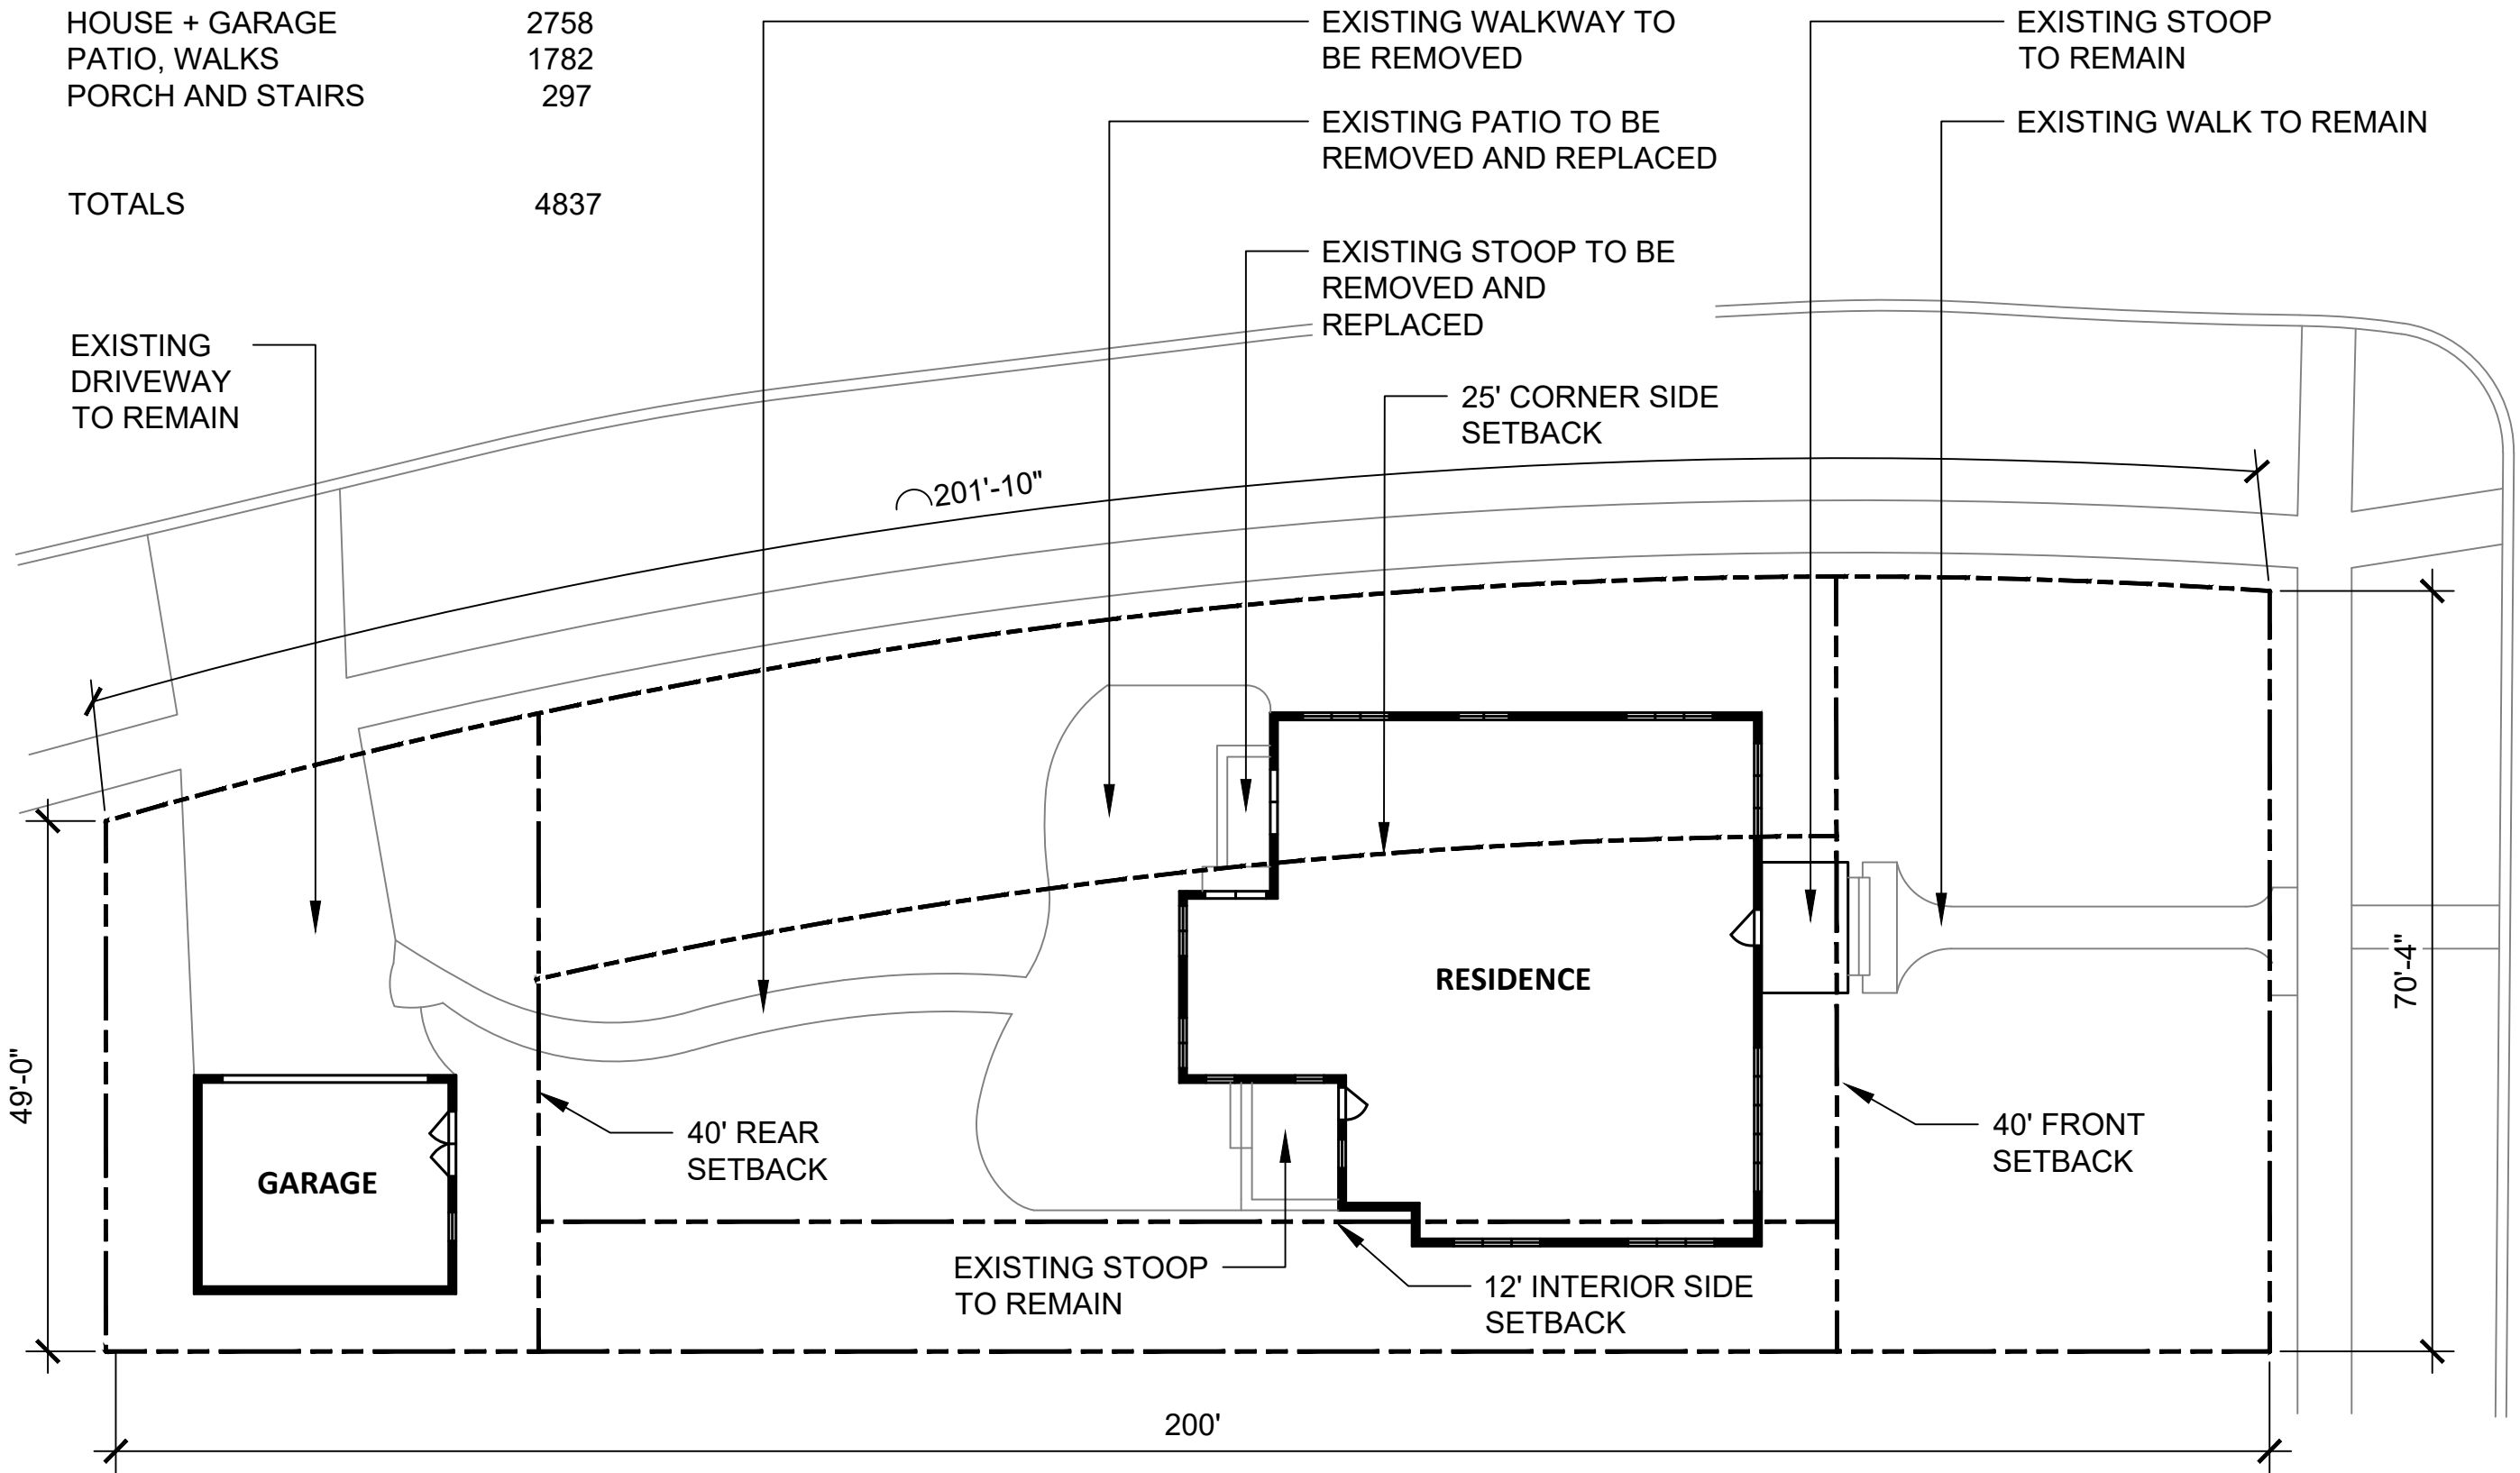 HOUSE + GARAGE 2758
PATIO, WALKS 1782
PORCH AND STAIRS 297
TOTALS 4837
EXISTING WALKWAY TO
BE REMOVED
EXISTING STOOP
TO REMAIN
EXISTING PATIO TO BE
REMOVED AND REPLACED
EXISTING WALK TO REMAIN
EXISTING STOOP TO BE
REMOVED AND
REPLACED
EXISTING
DRIVEWAY
TO REMAIN
25' CORNER SIDE
SETBACK
201'-10"
RESIDENCE
70'-4"
49'-0"
40' REAR
SETBACK
40' FRONT
SETBACK
GARAGE
EXISTING STOOP
TO REMAIN
12' INTERIOR SIDE
SETBACK
200'